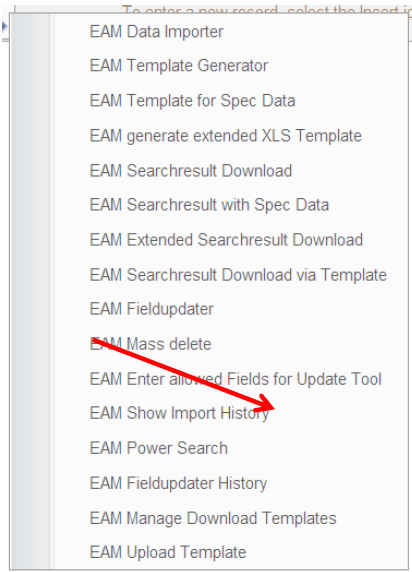 To enter a new record, select the Insert ic
EAM Data Importer
EAM Template Generator
EAM Template for Spec Data
EAM generate extended XLS Template
EAM Searchresult Download
EAM Searchresult with Spec Data
EAM Extended Searchresult Download
EAM Searchresult Download via Template
EAM Fieldupdater
EAM Mass delete
EAM Enter allowed Fields for Update Tool
EAM Show Import History
EAM Power Search
EAM Fieldupdater History
EAM Manage Download Templates
EAM Upload Template